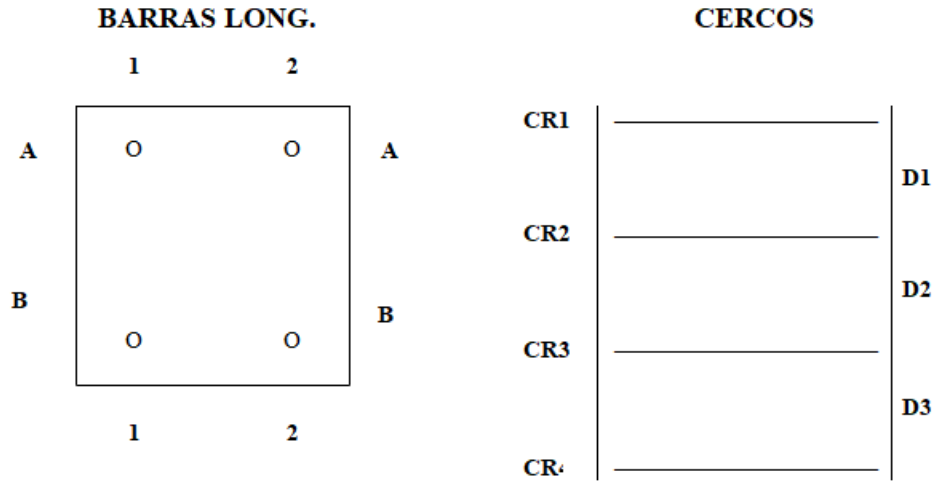 BARRAS LONG.
CERCOS
1 2
A O O A
B B
O O
1 2
CR1
D1
CR2
D2
CR3
D3